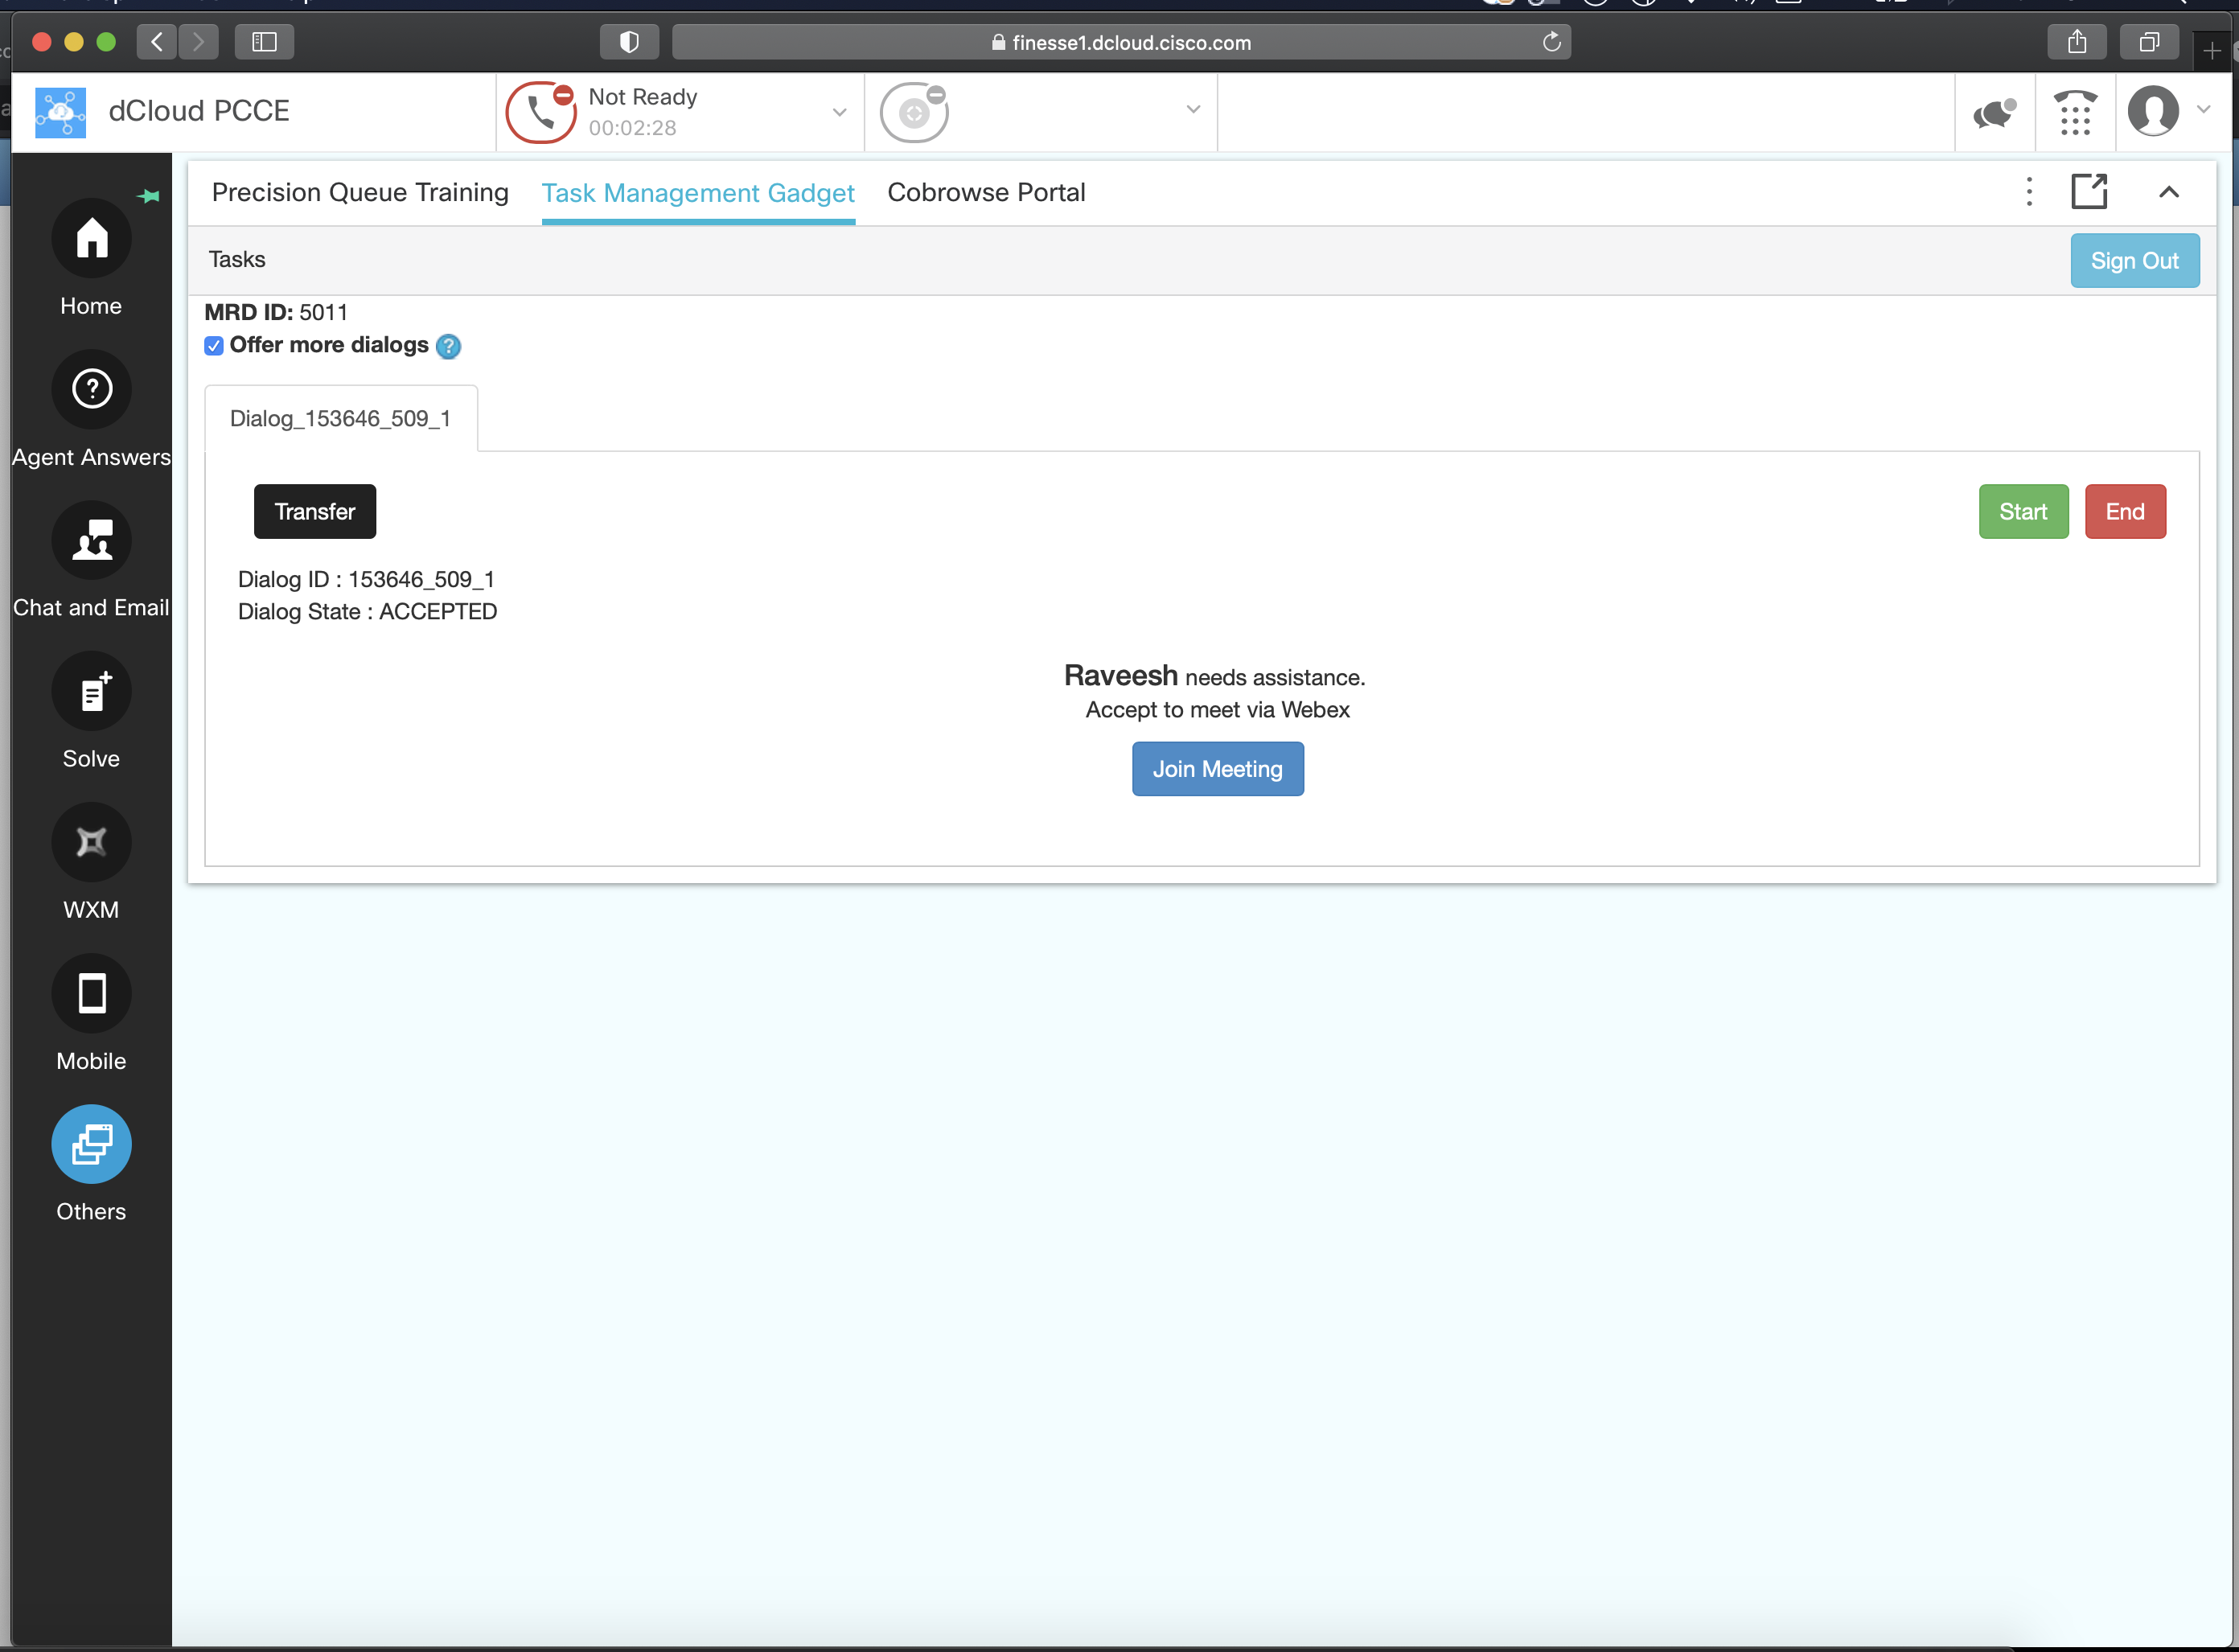 finesse1.dcloud.cisco.com
dCloud PCCE
Not Ready
00:02:28
Precision Queue Training
Task Management Gadget
Cobrowse Portal
Tasks
Sign Out
MRD ID: 5011
Offer more dialogs ?
Dialog_153646_509_1
Transfer
Start
End
Dialog ID : 153646_509_1
Dialog State : ACCEPTED
Raveesh needs assistance.
Accept to meet via Webex
Join Meeting
Home
Agent Answers
Chat and Email
Solve
WXM
Mobile
Others